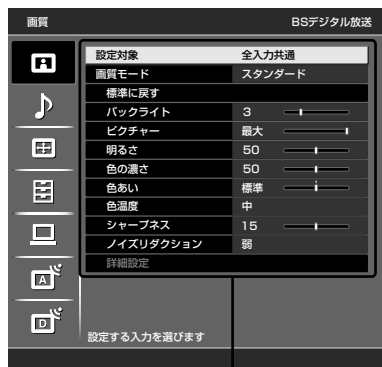 画質 BSデジタル放送
設定対象 全入力共通
画質モード スタンダード
標準に戻す
バックライト 3
ピクチャー 最大
明るさ 50
色の濃さ 50
色あい 標準
色温度 中
シャープネス 15
ノイズリダクション 弱
詳細設定
A
D
設定する入力を選びます